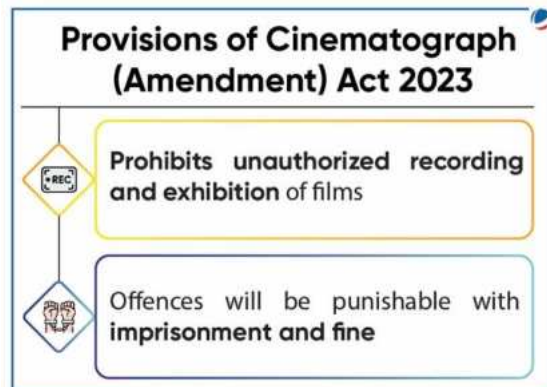 Provisions of Cinematograph
(Amendment) Act 2023
REC
Prohibits unauthorized recording
and exhibition of films
Offences will be punishable with
imprisonment and fine